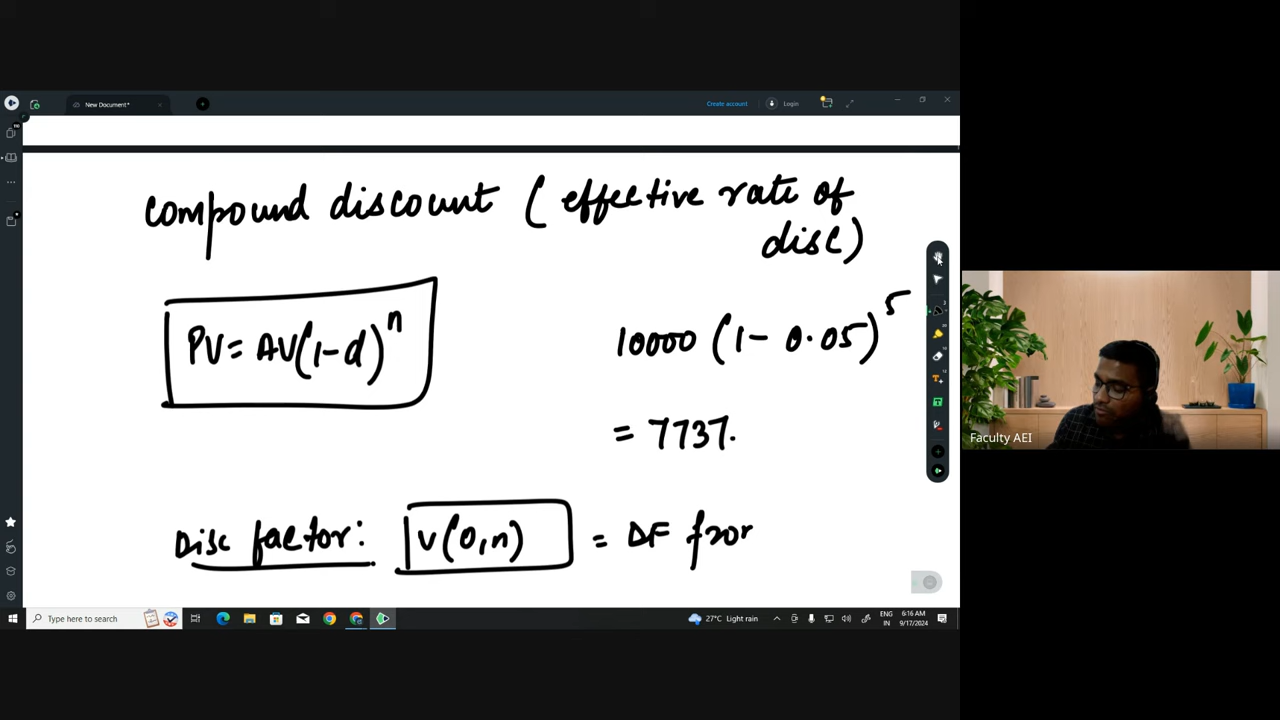 New Document*
Create account
Login
compound discount (effective rate of
disc)
PV = AV(1-d)^n
10000 (1 - 0.05)^5
= 7737.
Disc factor: v(0,n) = DF fror
Faculty AEI
Type here to search
27°C Light rain
ENG
IN
6:16 AM
9/17/2024